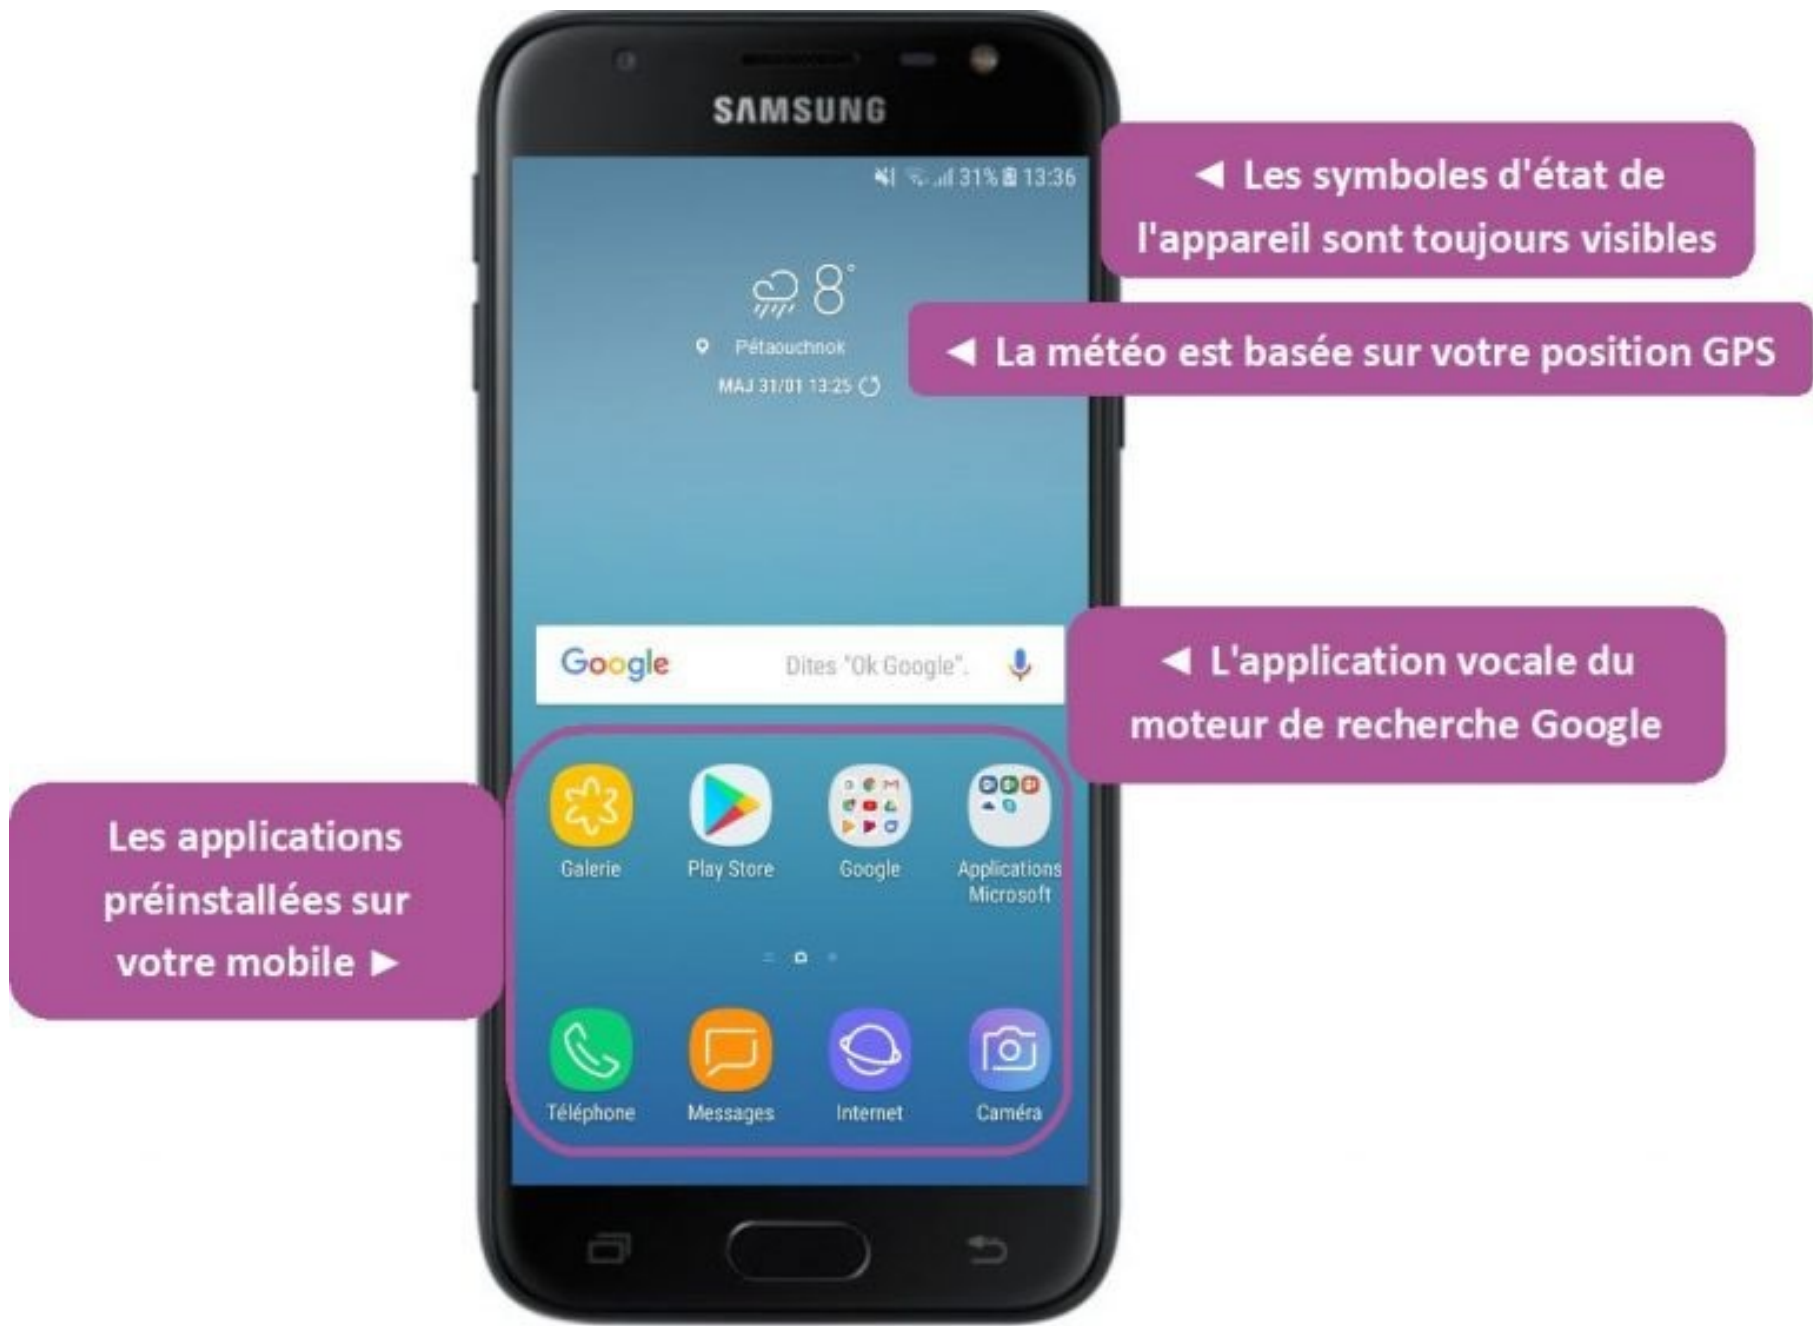 SAMSUNG
31% 13:36
◄ Les symboles d'état de
l'appareil sont toujours visibles
8°
Pétaouchnok
MAJ 31/01 13:25
◄ La météo est basée sur votre position GPS
Google Dites "Ok Google".
◄ L'application vocale du
moteur de recherche Google
Les applications
préinstallées sur
votre mobile ►
Galerie Play Store Google Applications
Microsoft
Téléphone Messages Internet Caméra